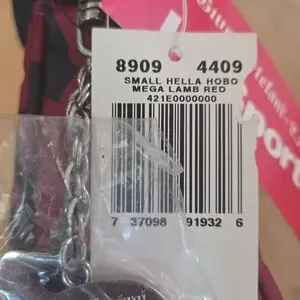 8909 4409
SMALL HELLA HOBO
MEGA LAMB RED
421E0000000
7 37098 91932 6